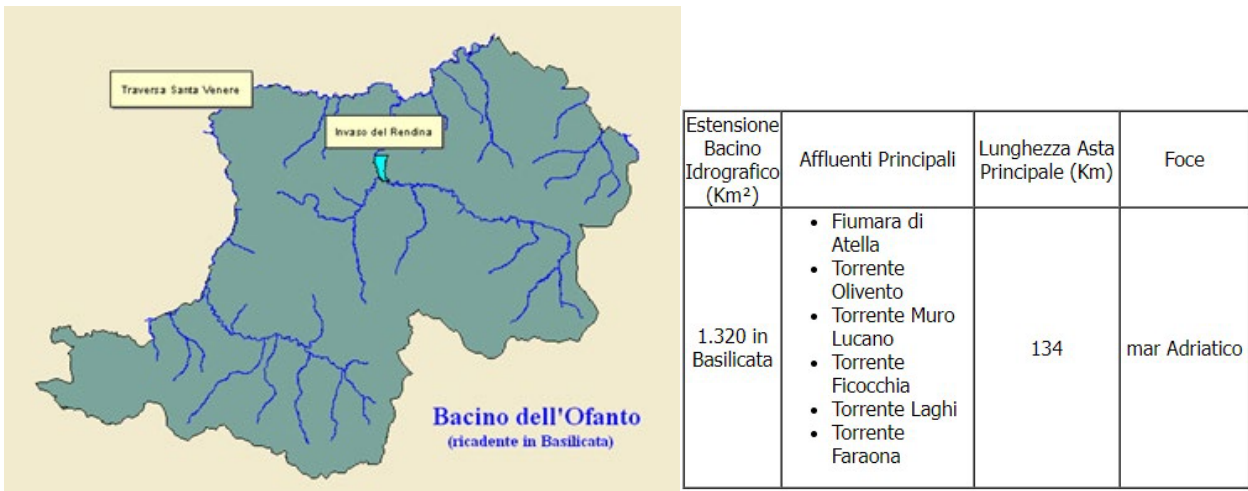 Traversa Santa Venere
Invaso del Rendina
Bacino dell'Ofanto
(ricadente in Basilicata)
Estensione
Bacino
Idrografico
(Km²)
Affluenti Principali
Lunghezza Asta
Principale (Km)
Foce
1.320 in
Basilicata
• Fiumara di
Atella
• Torrente
Olivento
• Torrente Muro
Lucano
• Torrente
Ficocchia
• Torrente Laghi
• Torrente
Faraona
134
mar Adriatico